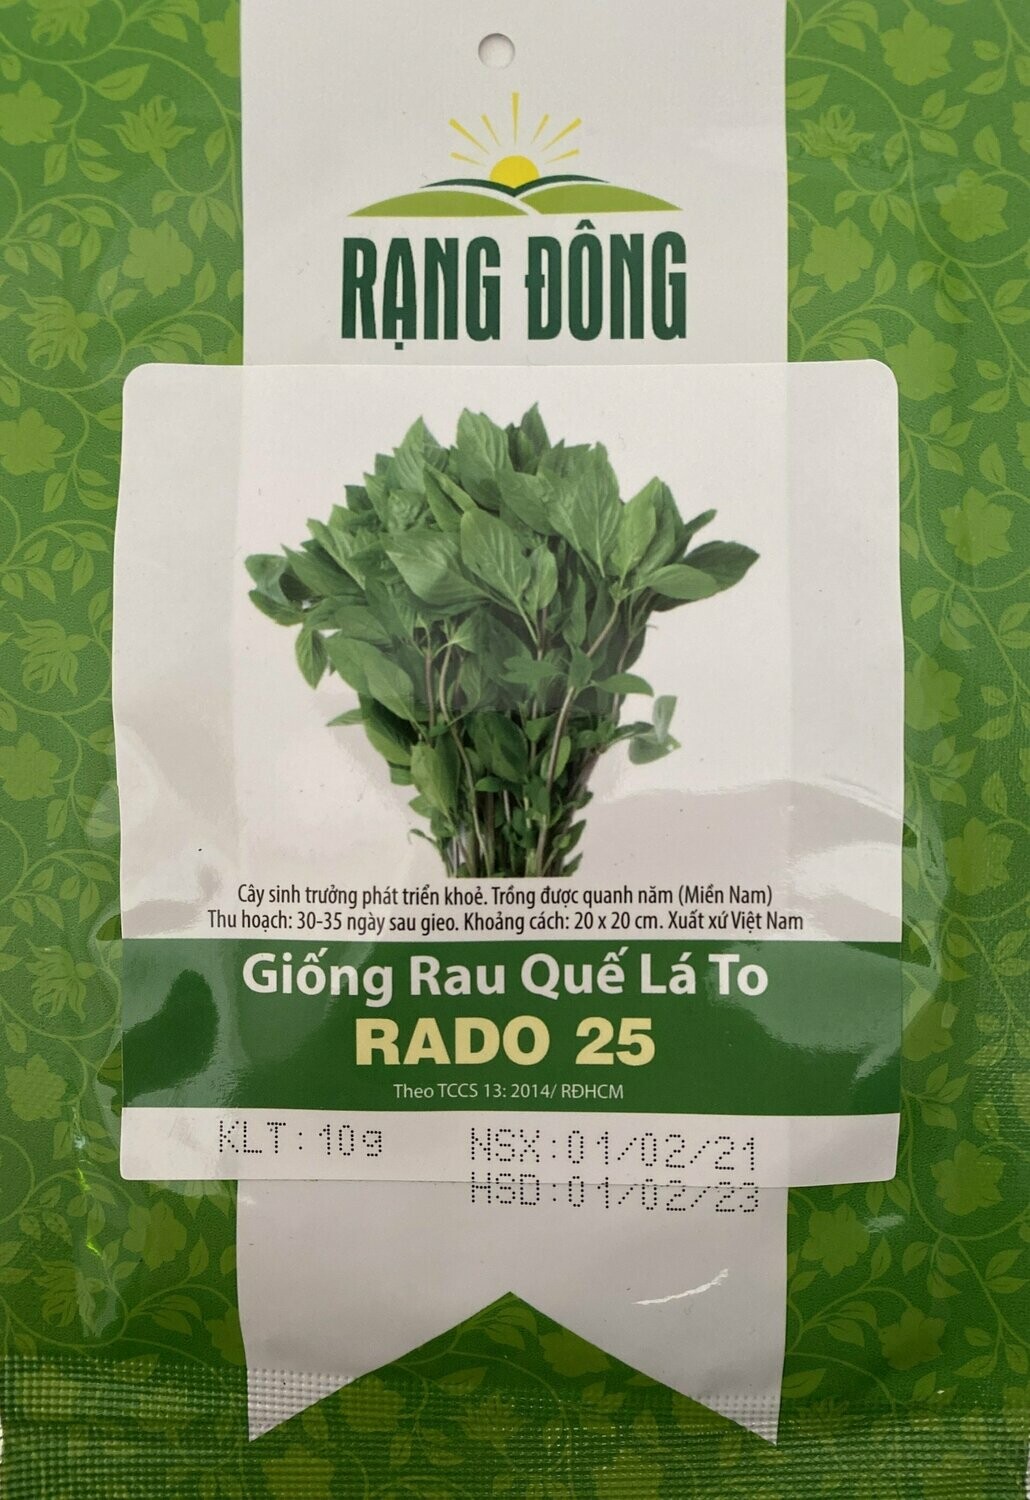 RẠNG ĐÔNG
Cây sinh trưởng phát triển khoẻ. Trồng được quanh năm (Miền Nam)
Thu hoạch: 30-35 ngày sau gieo. Khoảng cách: 20 x 20 cm. Xuất xứ Việt Nam
Giống Rau Quế Lá To
RADO 25
Theo TCCS 13: 2014/ RĐHCM
KLT:10g NSX:01/02/21
HSD:01/02/23